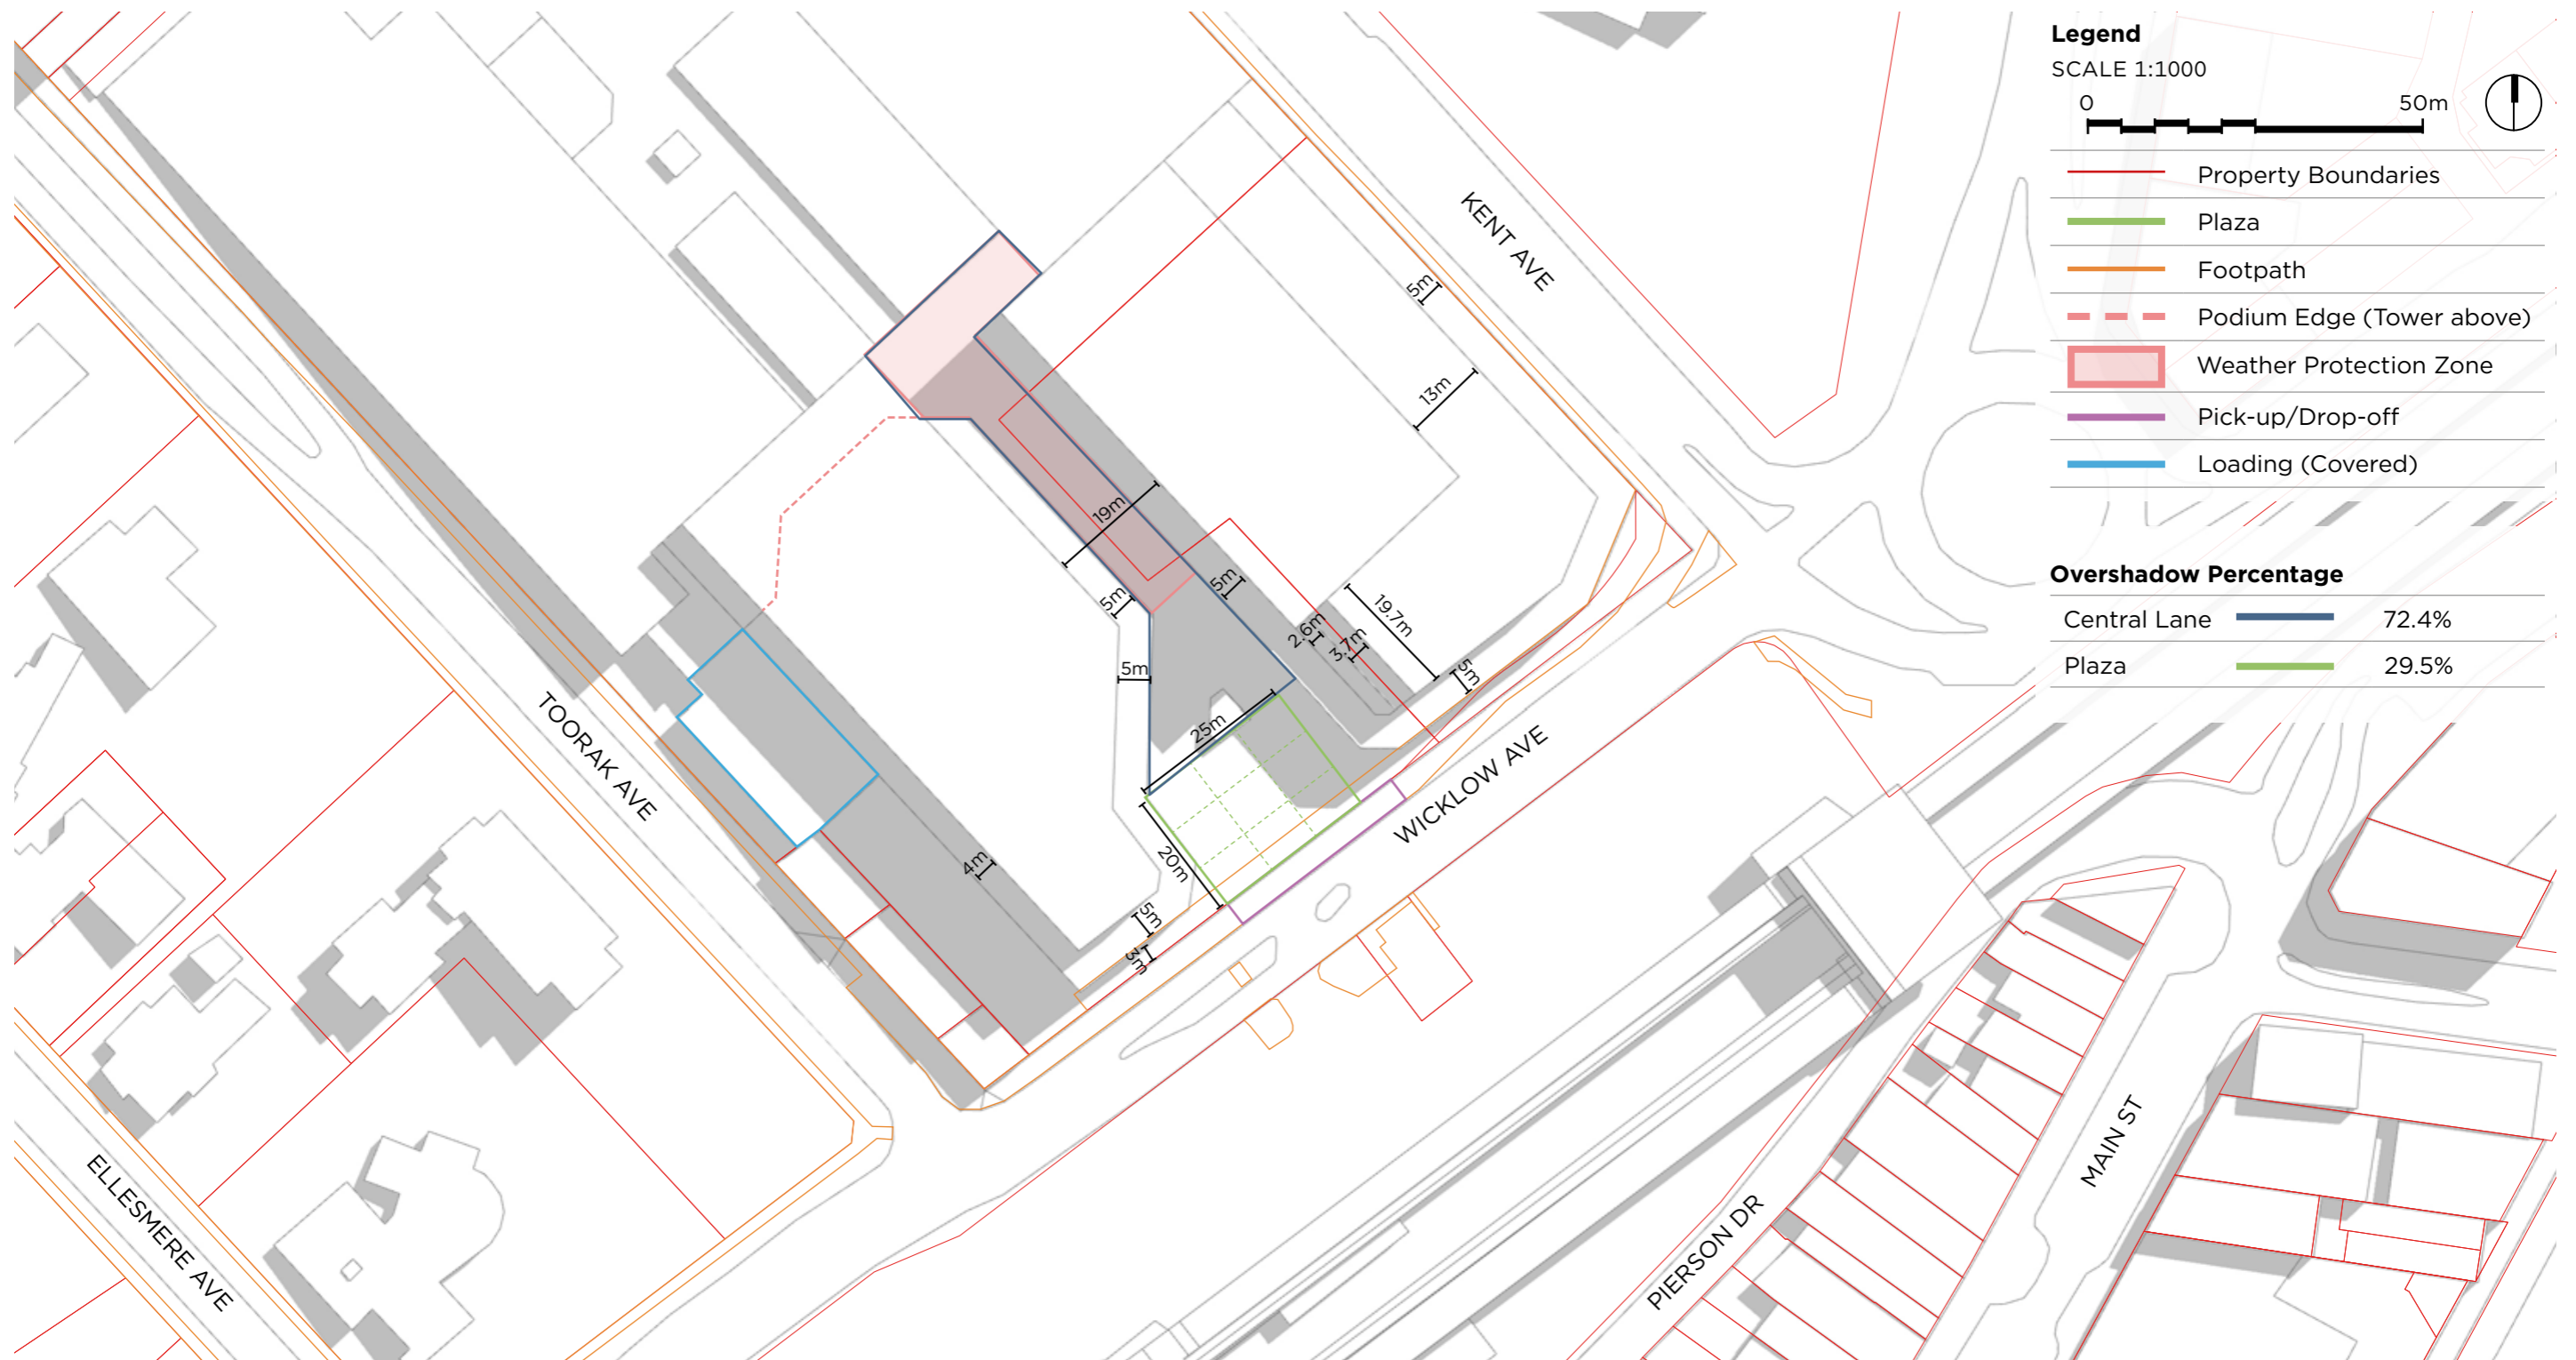 Legend
SCALE 1:1000
0 50m
Property Boundaries
Plaza
Footpath
Podium Edge (Tower above)
Weather Protection Zone
Pick-up/Drop-off
Loading (Covered)
Overshadow Percentage
Central Lane 72.4%
Plaza 29.5%
KENT AVE
5m
13m
19m
5m
5m
19.7m
2.6m
3.7m
5m
5m
25m
20m
4m
5m
3m
TOORAK AVE
WICKLOW AVE
ELLESMERE AVE
PIERSON DR
MAIN ST